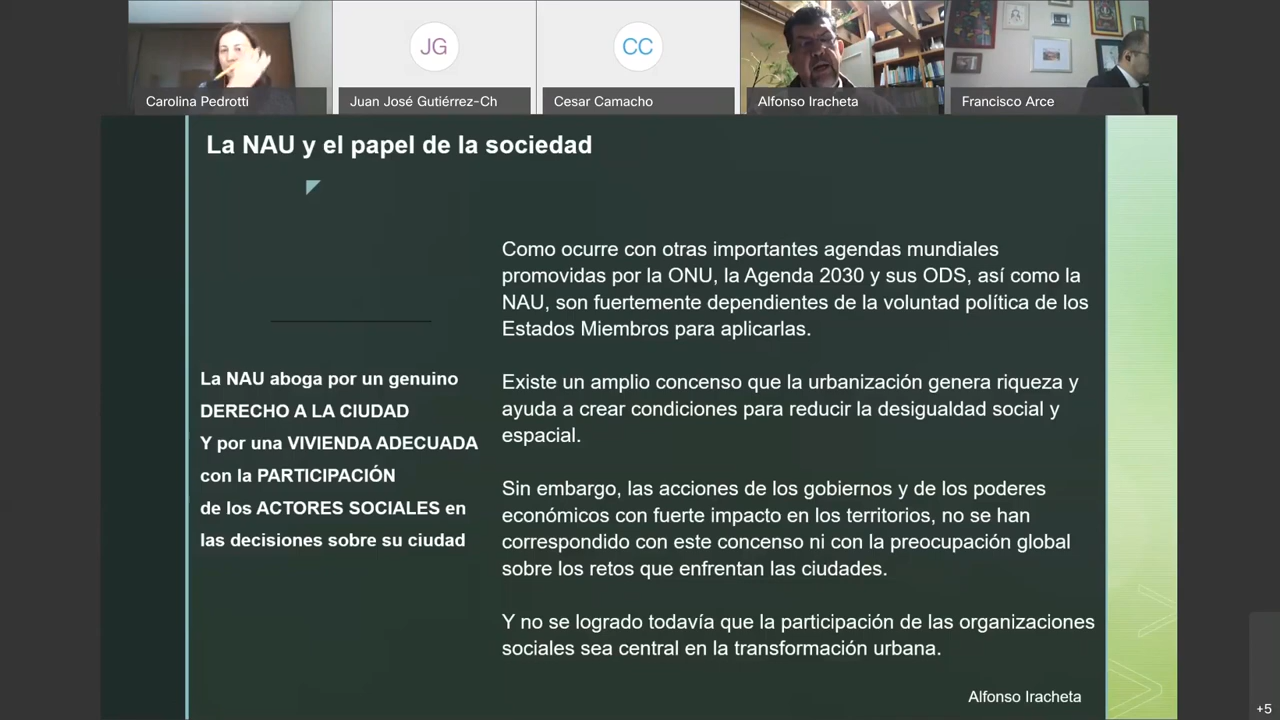 JG
CC
Carolina Pedrotti
Juan José Gutiérrez-Ch
Cesar Camacho
Alfonso Iracheta
Francisco Arce
La NAU y el papel de la sociedad
La NAU aboga por un genuino
DERECHO A LA CIUDAD
Y por una VIVIENDA ADECUADA
con la PARTICIPACIÓN
de los ACTORES SOCIALES en
las decisiones sobre su ciudad
Como ocurre con otras importantes agendas mundiales
promovidas por la ONU, la Agenda 2030 y sus ODS, así como la
NAU, son fuertemente dependientes de la voluntad política de los
Estados Miembros para aplicarlas.
Existe un amplio concenso que la urbanización genera riqueza y
ayuda a crear condiciones para reducir la desigualdad social y
espacial.
Sin embargo, las acciones de los gobiernos y de los poderes
económicos con fuerte impacto en los territorios, no se han
correspondido con este concenso ni con la preocupación global
sobre los retos que enfrentan las ciudades.
Y no se logrado todavía que la participación de las organizaciones
sociales sea central en la transformación urbana.
Alfonso Iracheta
+5